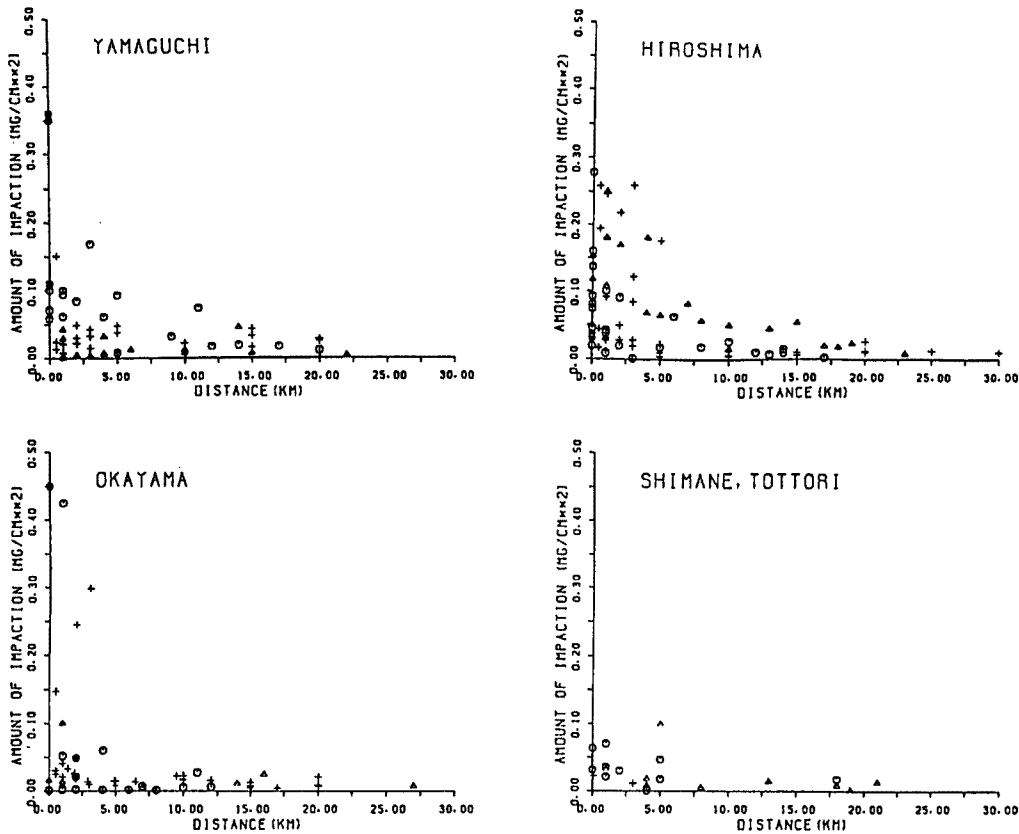 YAMAGUCHI
AMOUNT OF IMPACTION (MG/CM**2)
0.00 0.10 0.20 0.30 0.40 0.50
0.00 5.00 10.00 15.00 20.00 25.00 30.00
DISTANCE(KM)
HIROSHIMA
AMOUNT OF IMPACTION (MG/CM**2)
0.00 0.10 0.20 0.30 0.40 0.50
0.00 5.00 10.00 15.00 20.00 25.00 30.00
DISTANCE(KM)
OKAYAMA
AMOUNT OF IMPACTION (MG/CM**2)
0.00 0.10 0.20 0.30 0.40 0.50
0.00 5.00 10.00 15.00 20.00 25.00 30.00
DISTANCE(KM)
SHIMANE, TOTTORI
AMOUNT OF IMPACTION (MG/CM**2)
0.00 0.10 0.20 0.30 0.40 0.50
0.00 5.00 10.00 15.00 20.00 25.00 30.00
DISTANCE(KM)